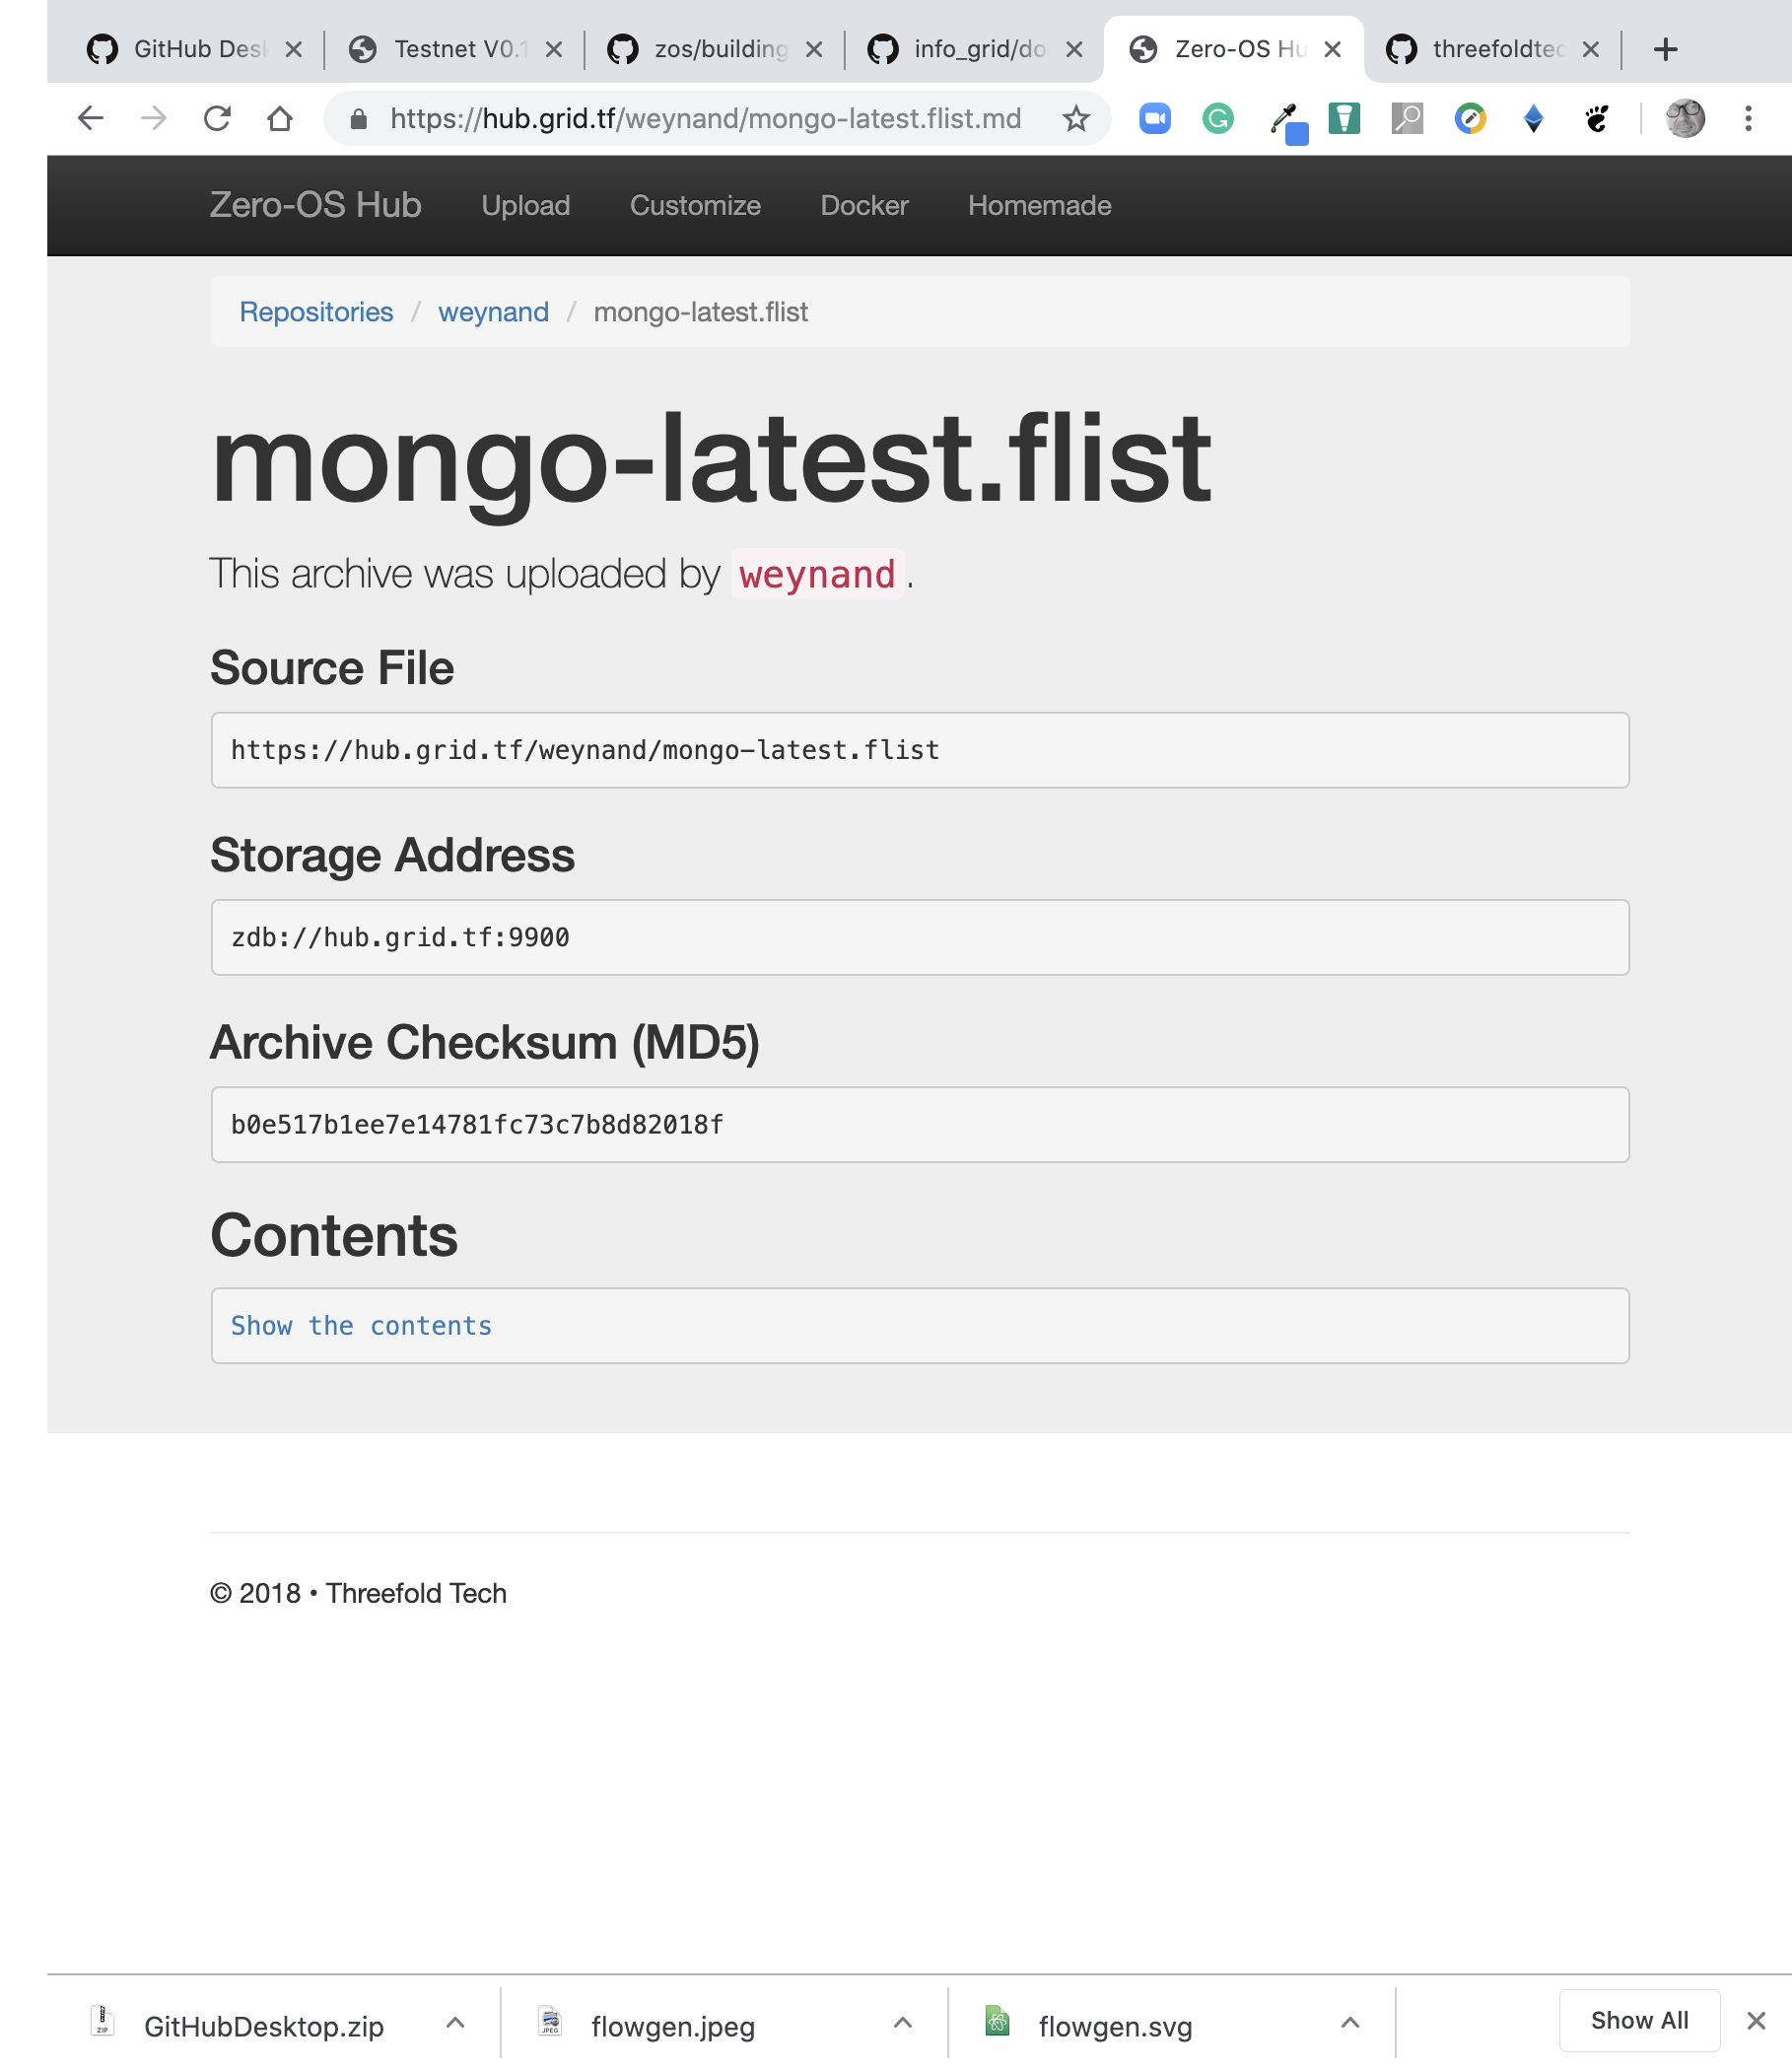 GitHub Desk
Testnet V0.1
zos/building
info_grid/do
Zero-OS Hu
threefoldtec
https://hub.grid.tf/weynand/mongo-latest.flist.md
Zero-OS Hub Upload Customize Docker Homemade
Repositories / weynand / mongo-latest.flist
mongo-latest.flist
This archive was uploaded by weynand.
Source File
https://hub.grid.tf/weynand/mongo-latest.flist
Storage Address
zdb://hub.grid.tf:9900
Archive Checksum (MD5)
b0e517b1ee7e14781fc73c7b8d82018f
Contents
Show the contents
© 2018 • Threefold Tech
ZIP GitHubDesktop.zip
JPEG flowgen.jpeg
flowgen.svg
Show All